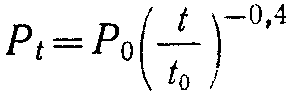 P_t = P_0 (t / t_0)^{-0,4}